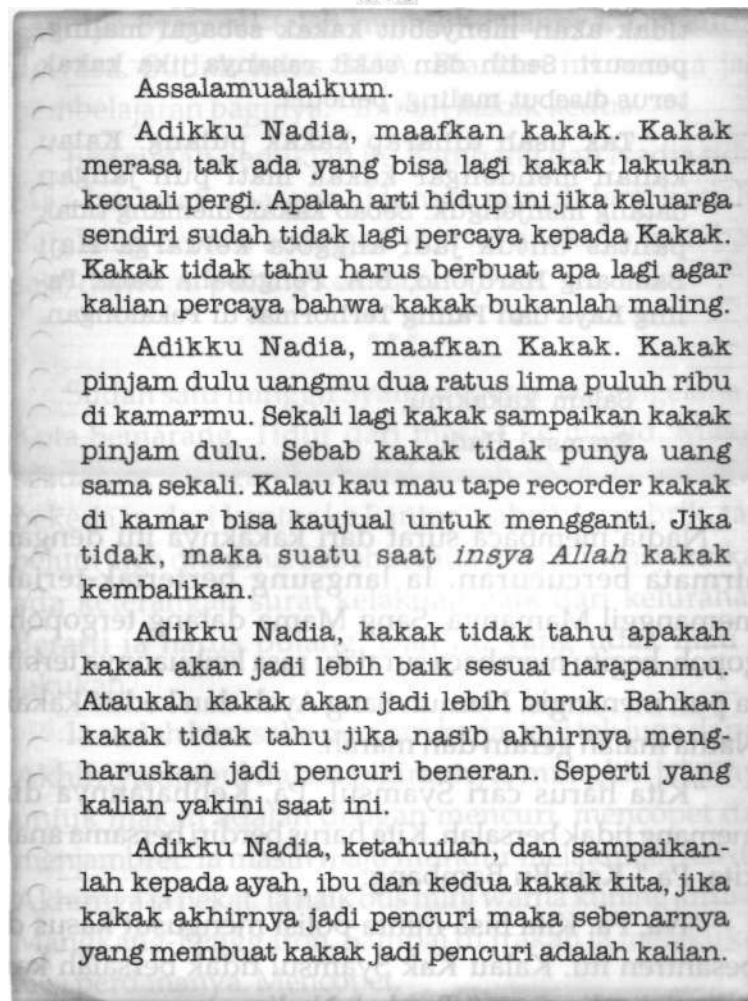 Assalamualaikum.
Adikku Nadia, maafkan kakak. Kakak
merasa tak ada yang bisa lagi kakak lakukan
kecuali pergi. Apalah arti hidup ini jika keluarga
sendiri sudah tidak lagi percaya kepada Kakak.
Kakak tidak tahu harus berbuat apa lagi agar
kalian percaya bahwa kakak bukanlah maling.
Adikku Nadia, maafkan Kakak. Kakak
pinjam dulu uangmu dua ratus lima puluh ribu
di kamarmu. Sekali lagi kakak sampaikan kakak
pinjam dulu. Sebab kakak tidak punya uang
sama sekali. Kalau kau mau tape recorder kakak
di kamar bisa kaujual untuk mengganti. Jika
tidak, maka suatu saat insya Allah kakak
kembalikan.
Adikku Nadia, kakak tidak tahu apakah
kakak akan jadi lebih baik sesuai harapanmu.
Ataukah kakak akan jadi lebih buruk. Bahkan
kakak tidak tahu jika nasib akhirnya meng-
haruskan jadi pencuri beneran. Seperti yang
kalian yakini saat ini.
Adikku Nadia, ketahuilah, dan sampaikan-
lah kepada ayah, ibu dan kedua kakak kita, jika
kakak akhirnya jadi pencuri maka sebenarnya
yang membuat kakak jadi pencuri adalah kalian.